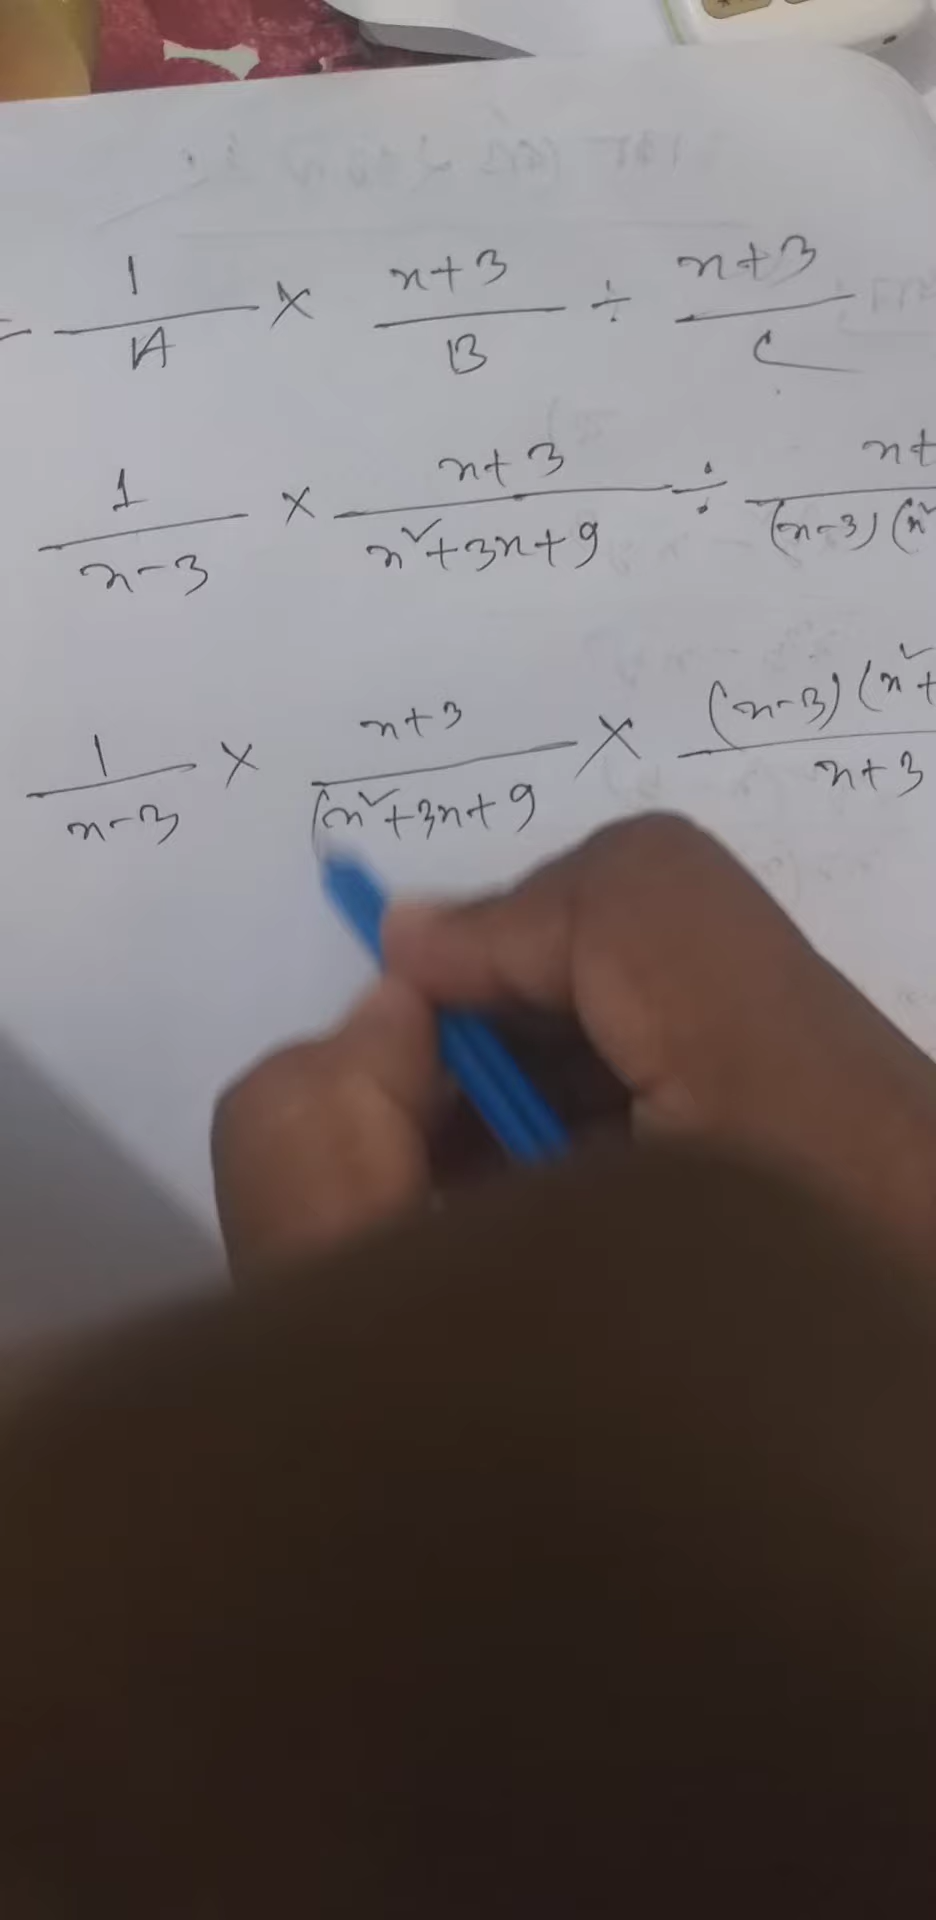 = 1/A × x+3/B ÷ x+3/C
1/x-3 × x+3/x²+3x+9 ÷ x+/(x-3)(x²
1/x-3 × x+3/(x²+3x+9 × (x-3)(x²+/x+3